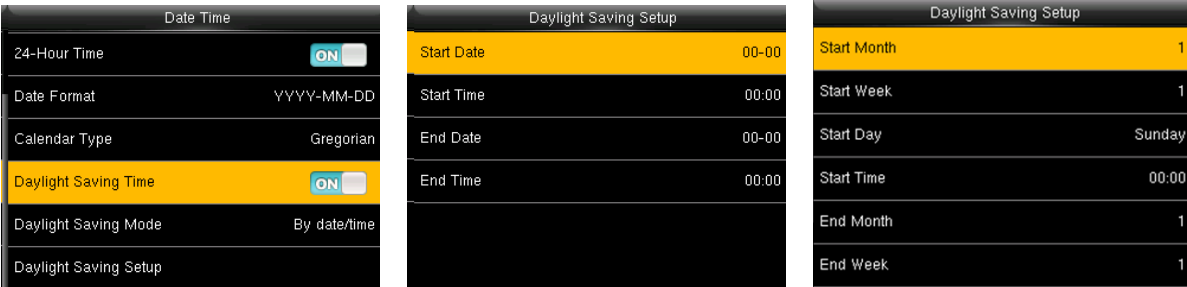 Date Time
24-Hour Time ON
Date Format YYYY-MM-DD
Calendar Type Gregorian
Daylight Saving Time ON
Daylight Saving Mode By date/time
Daylight Saving Setup
Daylight Saving Setup
Start Date 00-00
Start Time 00:00
End Date 00-00
End Time 00:00
Daylight Saving Setup
Start Month 1
Start Week 1
Start Day Sunday
Start Time 00:00
End Month 1
End Week 1